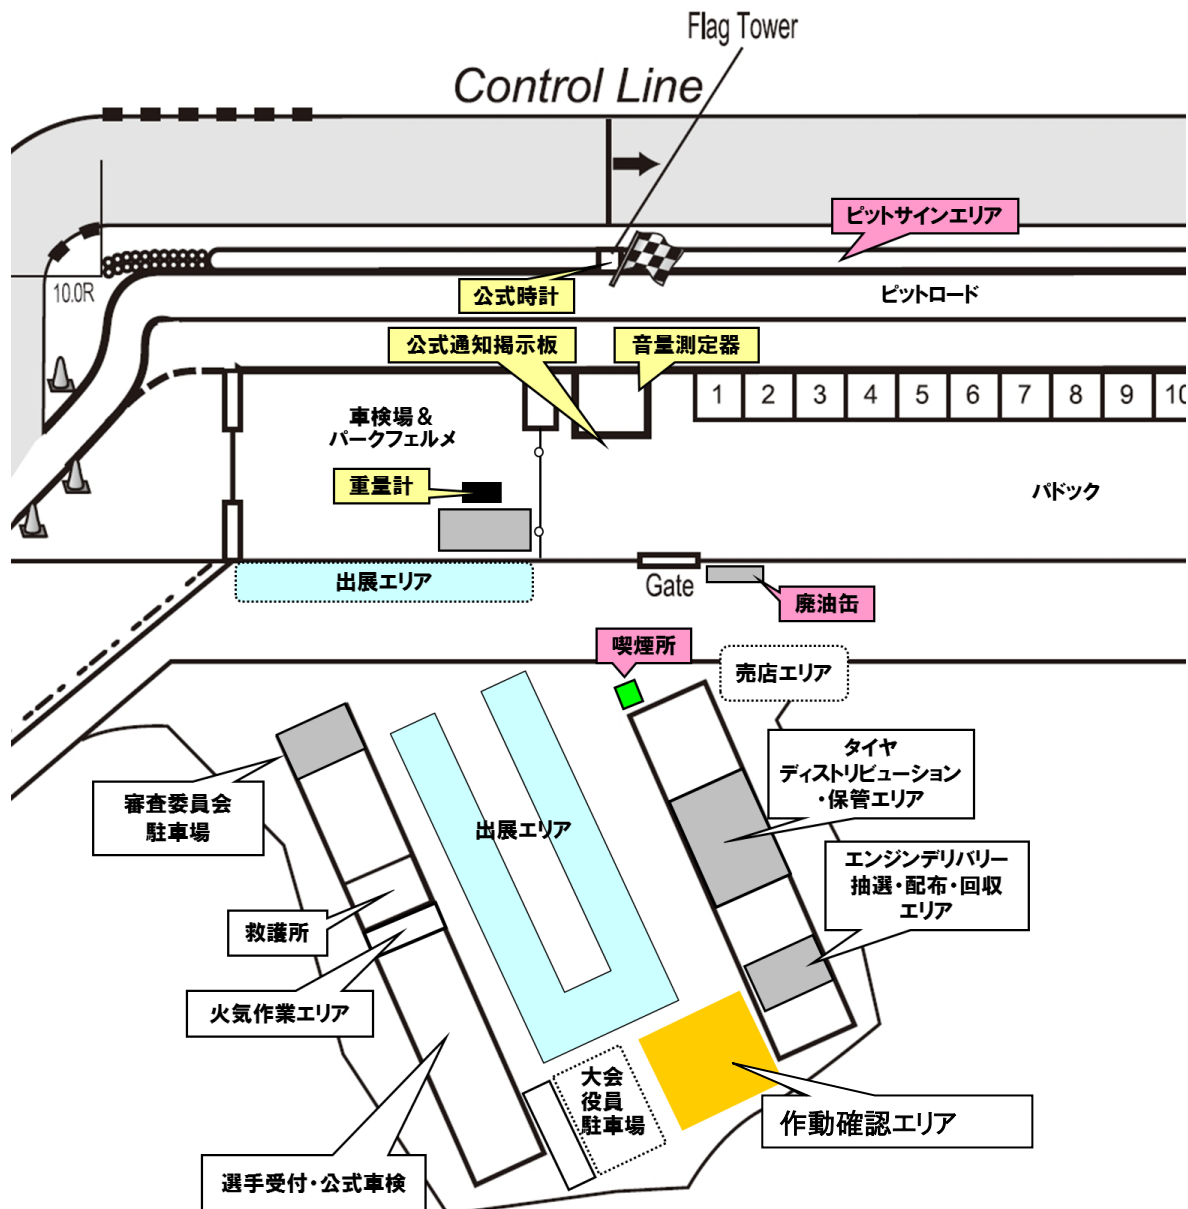 Flag Tower
Control Line
ピットサインエリア
10.0R
公式時計
ピットロード
公式通知掲示板
音量測定器
1 2 3 4 5 6 7 8 9 10
車検場&
パークフェルメ
重量計
パドック
出展エリア
Gate
廃油缶
喫煙所
売店エリア
タイヤ
ディストリビューション
・保管エリア
審査委員会
駐車場
出展エリア
エンジンデリバリー
抽選・配布・回収
エリア
救護所
火気作業エリア
大会
役員
駐車場
作動確認エリア
選手受付・公式車検